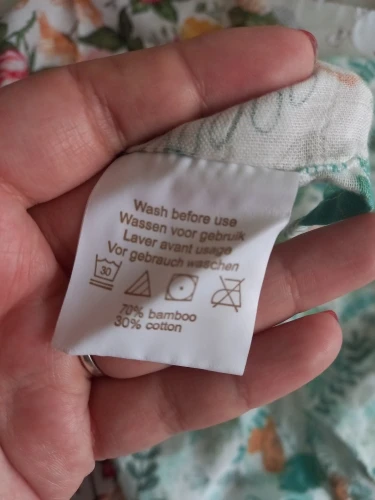 Wash before use
Wassen voor gebruik
Laver avant usage
Vor gebrauch waschen
30
70% bamboo
30% cotton